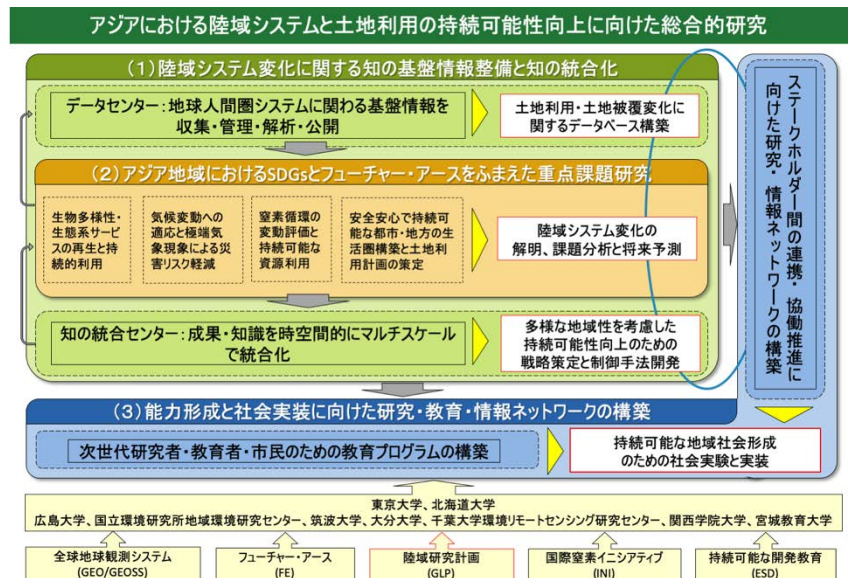 アジアにおける陸域システムと土地利用の持続可能性向上に向けた総合的研究
(1)陸域システム変化に関する知の基盤情報整備と知の統合化
データセンター:地球人間圏システムに関わる基盤情報を
収集・管理・解析・公開
土地利用・土地被覆変化に
関するデータベース構築
(2)アジア地域におけるSDGsとフューチャー・アースをふまえた重点課題研究
生物多様性・
生態系サービ
スの再生と持
続的利用
気候変動への
適応と極端気
象現象による災
害リスク軽減
窒素循環の
変動評価と
持続可能な
資源利用
安全安心で持続可
能な都市・地方の生
活圏構築と土地利
用計画の策定
陸域システム変化の
解明、課題分析と将来予測
知の統合センター:成果・知識を時空間的にマルチスケール
で統合化
多様な地域性を考慮した
持続可能性向上のための
戦略策定と制御手法開発
ステークホルダー間の連携・協働推進に
向けた研究・情報ネットワークの構築
(3)能力形成と社会実装に向けた研究・教育・情報ネットワークの構築
次世代研究者・教育者・市民のための教育プログラムの構築
持続可能な地域社会形成
のための社会実験と実装
東京大学、北海道大学
広島大学、国立環境研究所地域環境研究センター、筑波大学、大分大学、千葉大学環境リモートセンシング研究センター、関西学院大学、宮城教育大学
全球地球観測システム
(GEO/GEOSS)
フューチャー・アース
(FE)
陸域研究計画
(GLP)
国際窒素イニシアティブ
(INI)
持続可能な開発教育
(ESD)